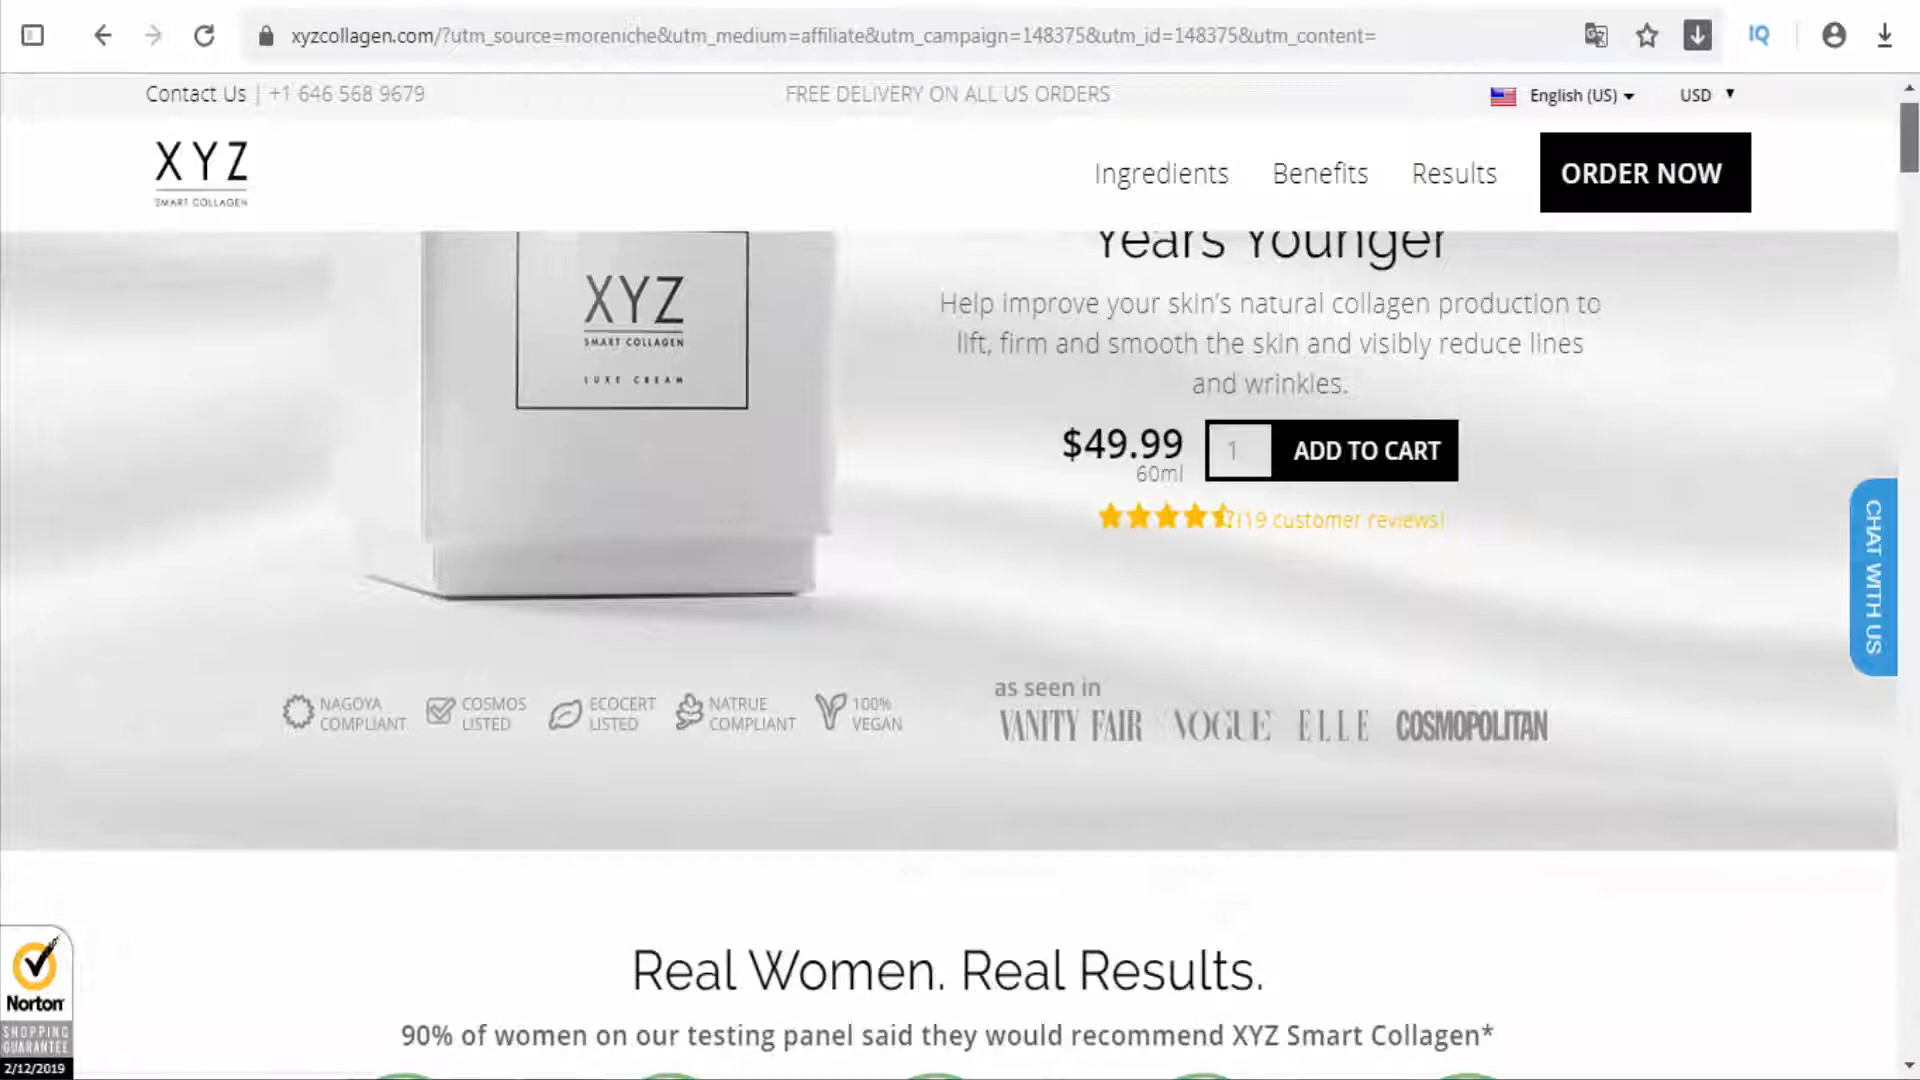 xyzcollagen.com/?utm_source=moreniche&utm_medium=affiliate&utm_campaign=148375&utm_id=148375&utm_content=
IQ
Contact Us | +1 646 568 9679
FREE DELIVERY ON ALL US ORDERS
English (US)
USD
XYZ
SMART COLLAGEN
Ingredients
Benefits
Results
ORDER NOW
Years Younger
XYZ
SMART COLLAGEN
LUXE CREAM
Help improve your skin’s natural collagen production to
lift, firm and smooth the skin and visibly reduce lines
and wrinkles.
$49.99
60ml
1
ADD TO CART
customer reviews)
CHAT WITH US
NAGOYA
COMPLIANT
COSMOS
LISTED
ECOCERT
LISTED
NATRUE
COMPLIANT
100%
VEGAN
as seen in
VANITY FAIR
VOGUE
ELLE
COSMOPOLITAN
Real Women. Real Results.
90% of women on our testing panel said they would recommend XYZ Smart Collagen*
Norton
SHOPPING
GUARANTEE
2/12/2019